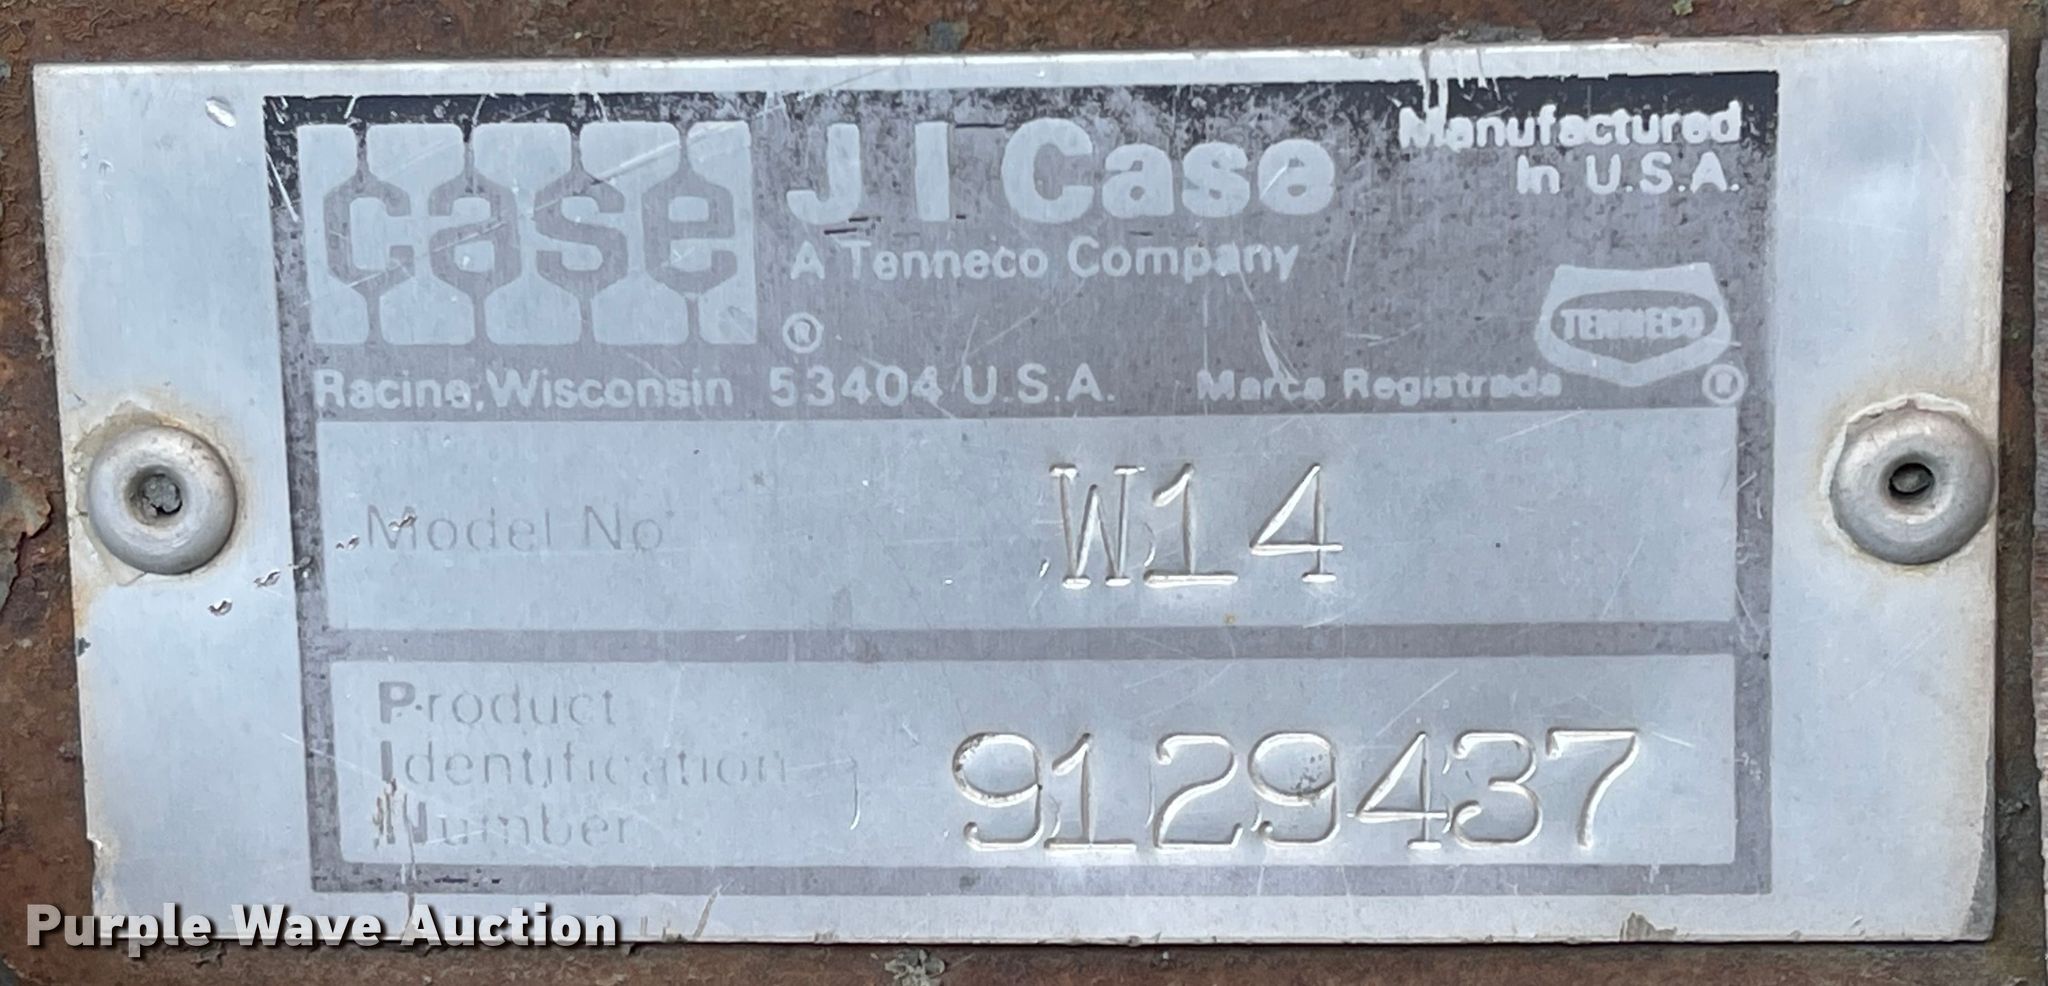 case
J I Case
A Tenneco Company
®
Manufactured
In U.S.A.
TENNECO
®
Racine, Wisconsin 53404 U.S.A.
Marca Registrada
Model No
W14
Product
Identification
Number
9129437
Purple Wave Auction